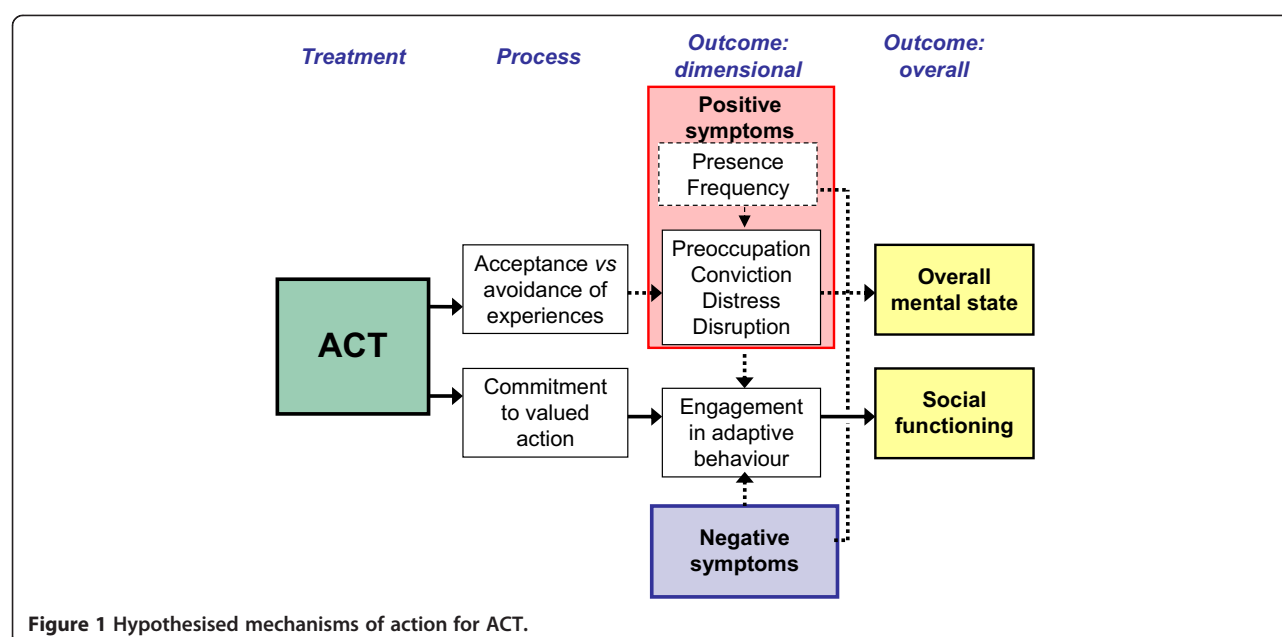 Treatment
Process
Outcome:
dimensional
Outcome:
overall
Positive
symptoms
Presence
Frequency
Preoccupation
Conviction
Distress
Disruption
Acceptance vs
avoidance of
experiences
Overall
mental state
ACT
Commitment
to valued
action
Engagement
in adaptive
behaviour
Social
functioning
Negative
symptoms
Figure 1 Hypothesised mechanisms of action for ACT.